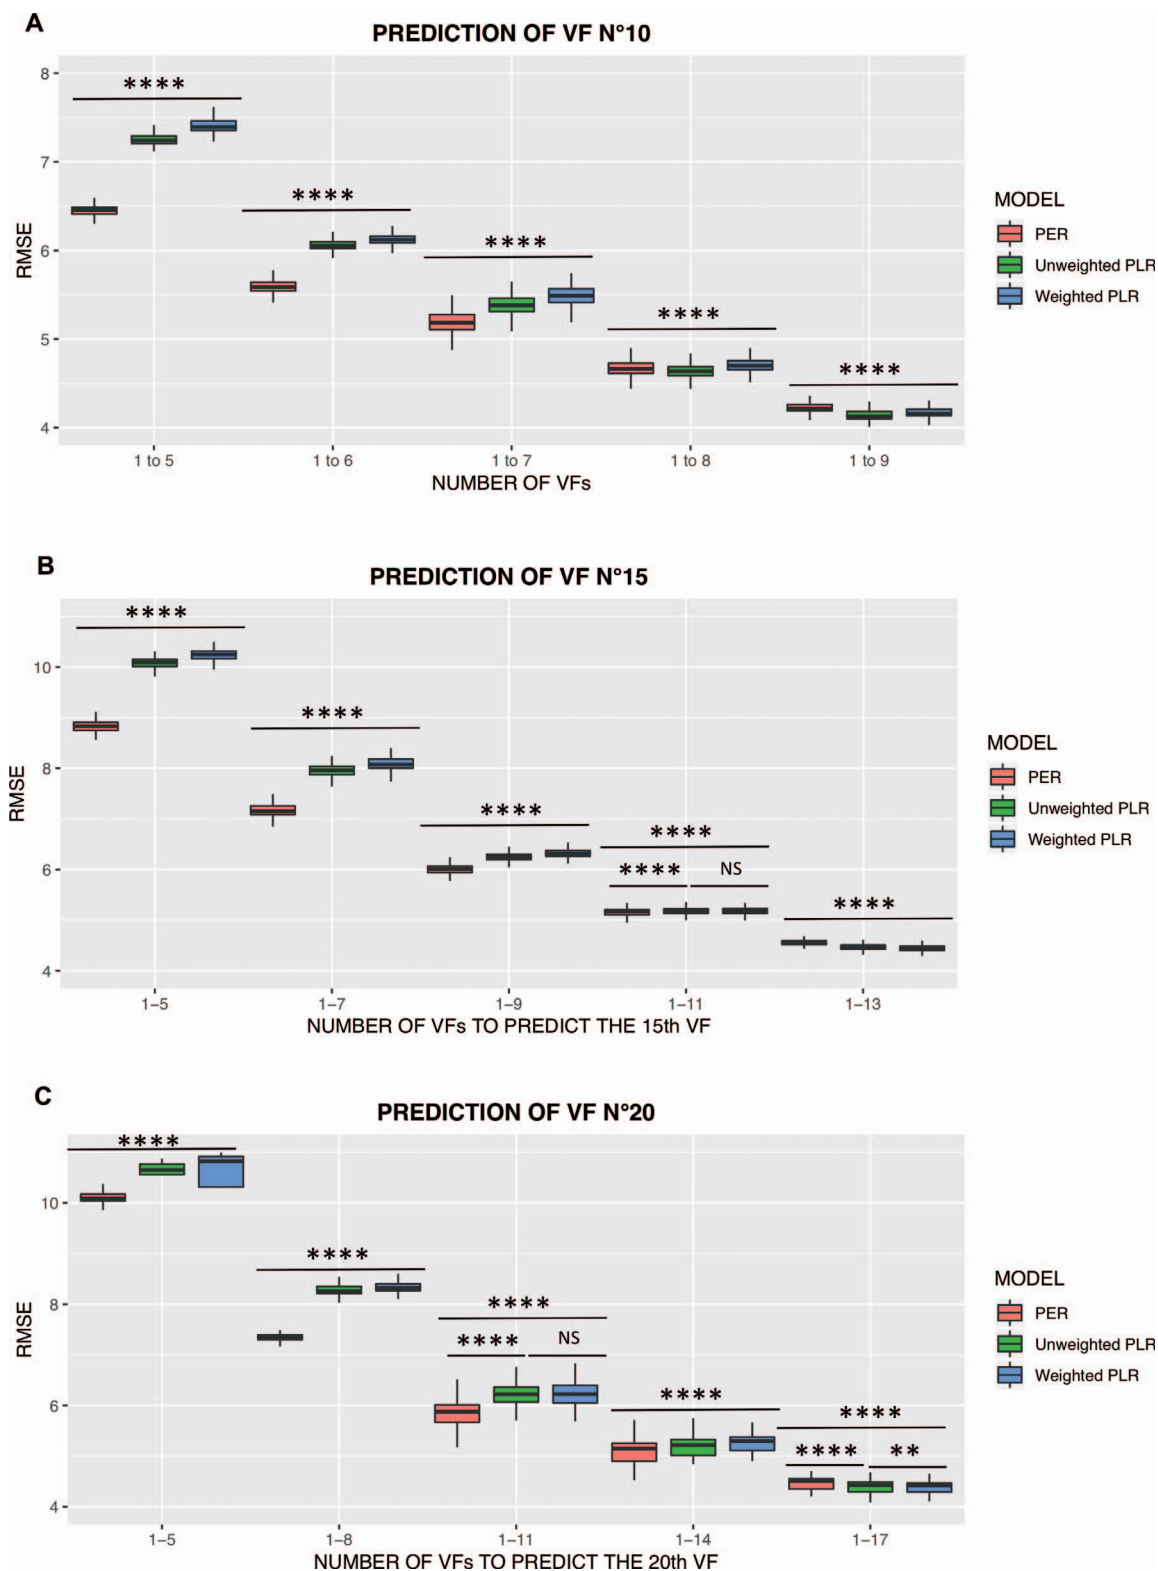 A
PREDICTION OF VF N°10
8
7
6
5
4
RMSE
****
****
****
****
****
1 to 5
1 to 6
1 to 7
1 to 8
1 to 9
NUMBER OF VFs
MODEL
PER
Unweighted PLR
Weighted PLR
B
PREDICTION OF VF N°15
10
8
6
4
RMSE
****
****
****
****
**** NS
****
1–5
1–7
1–9
1–11
1–13
NUMBER OF VFs TO PREDICT THE 15th VF
MODEL
PER
Unweighted PLR
Weighted PLR
C
PREDICTION OF VF N°20
10
8
6
4
RMSE
****
****
****
**** NS
****
****
**** **
1–5
1–8
1–11
1–14
1–17
NUMBER OF VFs TO PREDICT THE 20th VF
MODEL
PER
Unweighted PLR
Weighted PLR